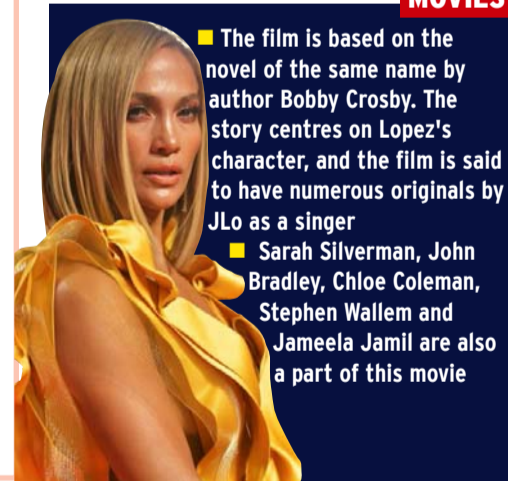 MOVIES
■ The film is based on the
novel of the same name by
author Bobby Crosby. The
story centres on Lopez's
character, and the film is said
to have numerous originals by
JLo as a singer
■ Sarah Silverman, John
Bradley, Chloe Coleman,
Stephen Wallem and
Jameela Jamil are also
a part of this movie